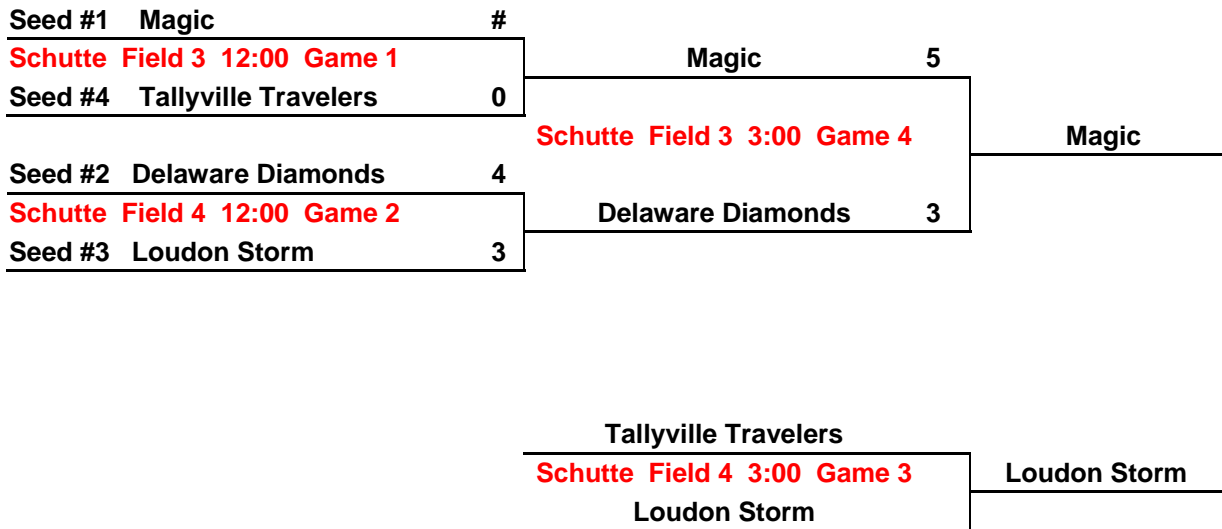 Seed #1 Magic #
Schutte Field 3 12:00 Game 1
Magic 5
Seed #4 Tallyville Travelers 0
Schutte Field 3 3:00 Game 4
Magic
Seed #2 Delaware Diamonds 4
Schutte Field 4 12:00 Game 2
Delaware Diamonds 3
Seed #3 Loudon Storm 3
Tallyville Travelers
Schutte Field 4 3:00 Game 3
Loudon Storm
Loudon Storm